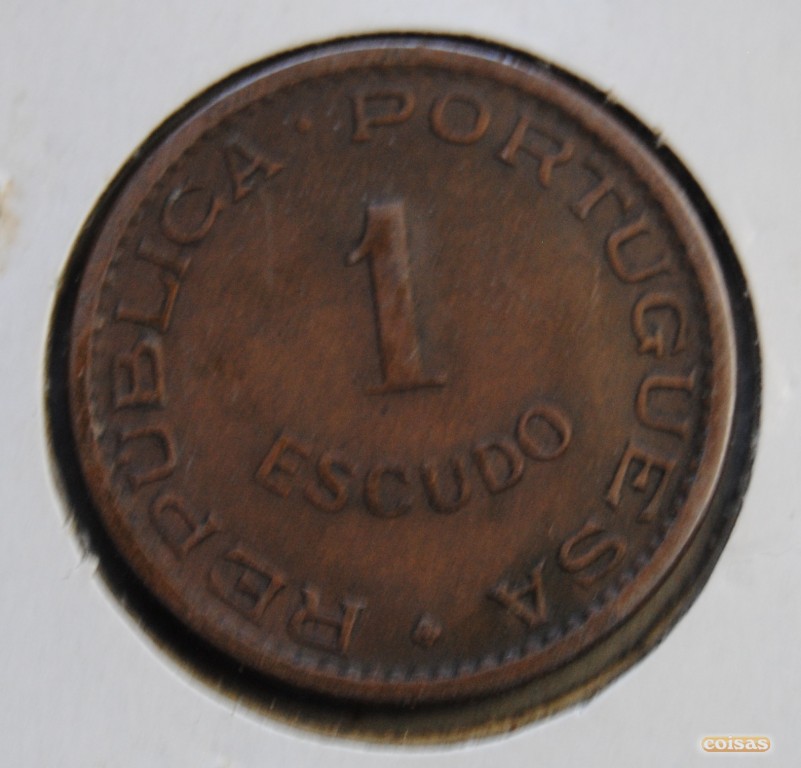 REPUBLICA · PORTUGUESA ·
1
ESCUDO
coisas